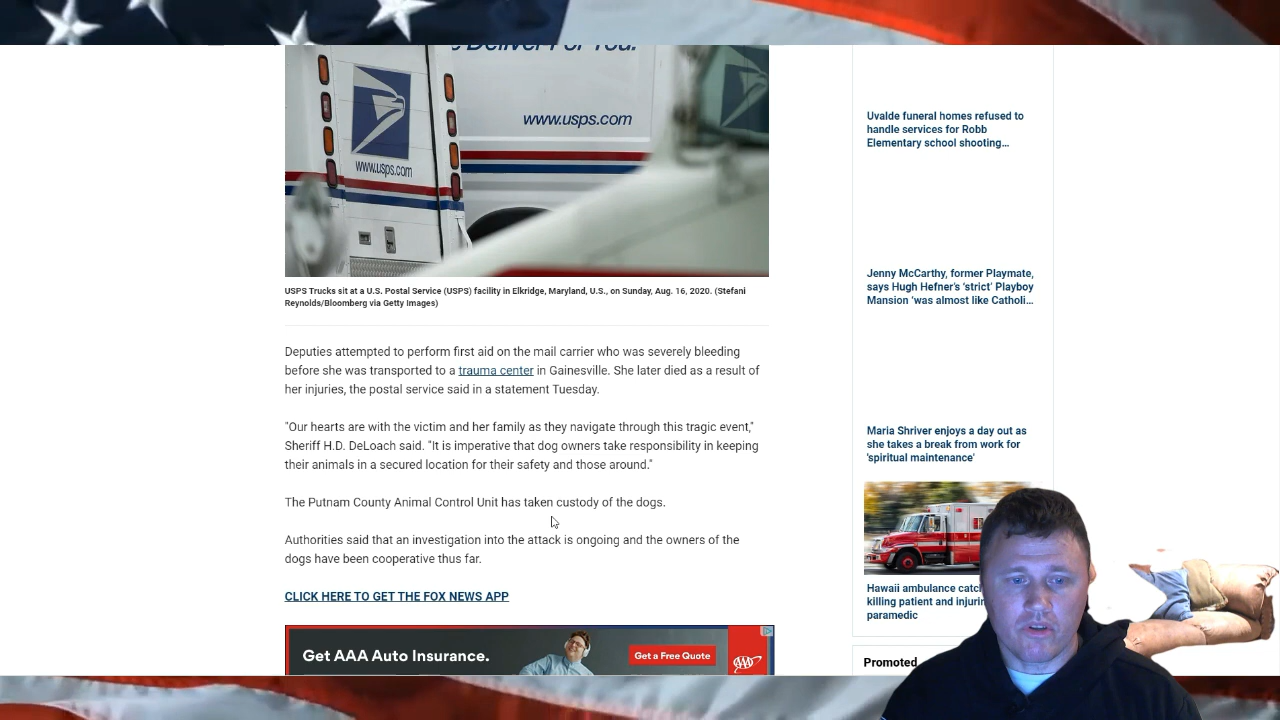 Deliver For You.
www.usps.com
www.usps.com
USPS Trucks sit at a U.S. Postal Service (USPS) facility in Elkridge, Maryland, U.S., on Sunday, Aug. 16, 2020. (Stefani
Reynolds/Bloomberg via Getty Images)
Deputies attempted to perform first aid on the mail carrier who was severely bleeding
before she was transported to a trauma center in Gainesville. She later died as a result of
her injuries, the postal service said in a statement Tuesday.
"Our hearts are with the victim and her family as they navigate through this tragic event,"
Sheriff H.D. DeLoach said. "It is imperative that dog owners take responsibility in keeping
their animals in a secured location for their safety and those around."
The Putnam County Animal Control Unit has taken custody of the dogs.
Authorities said that an investigation into the attack is ongoing and the owners of the
dogs have been cooperative thus far.
CLICK HERE TO GET THE FOX NEWS APP
Get AAA Auto Insurance.
Get a Free Quote
AAA
Uvalde funeral homes refused to
handle services for Robb
Elementary school shooting…
Jenny McCarthy, former Playmate,
says Hugh Hefner's 'strict' Playboy
Mansion 'was almost like Catholi…
Maria Shriver enjoys a day out as
she takes a break from work for
'spiritual maintenance'
Hawaii ambulance catc
killing patient and injurin
paramedic
Promoted